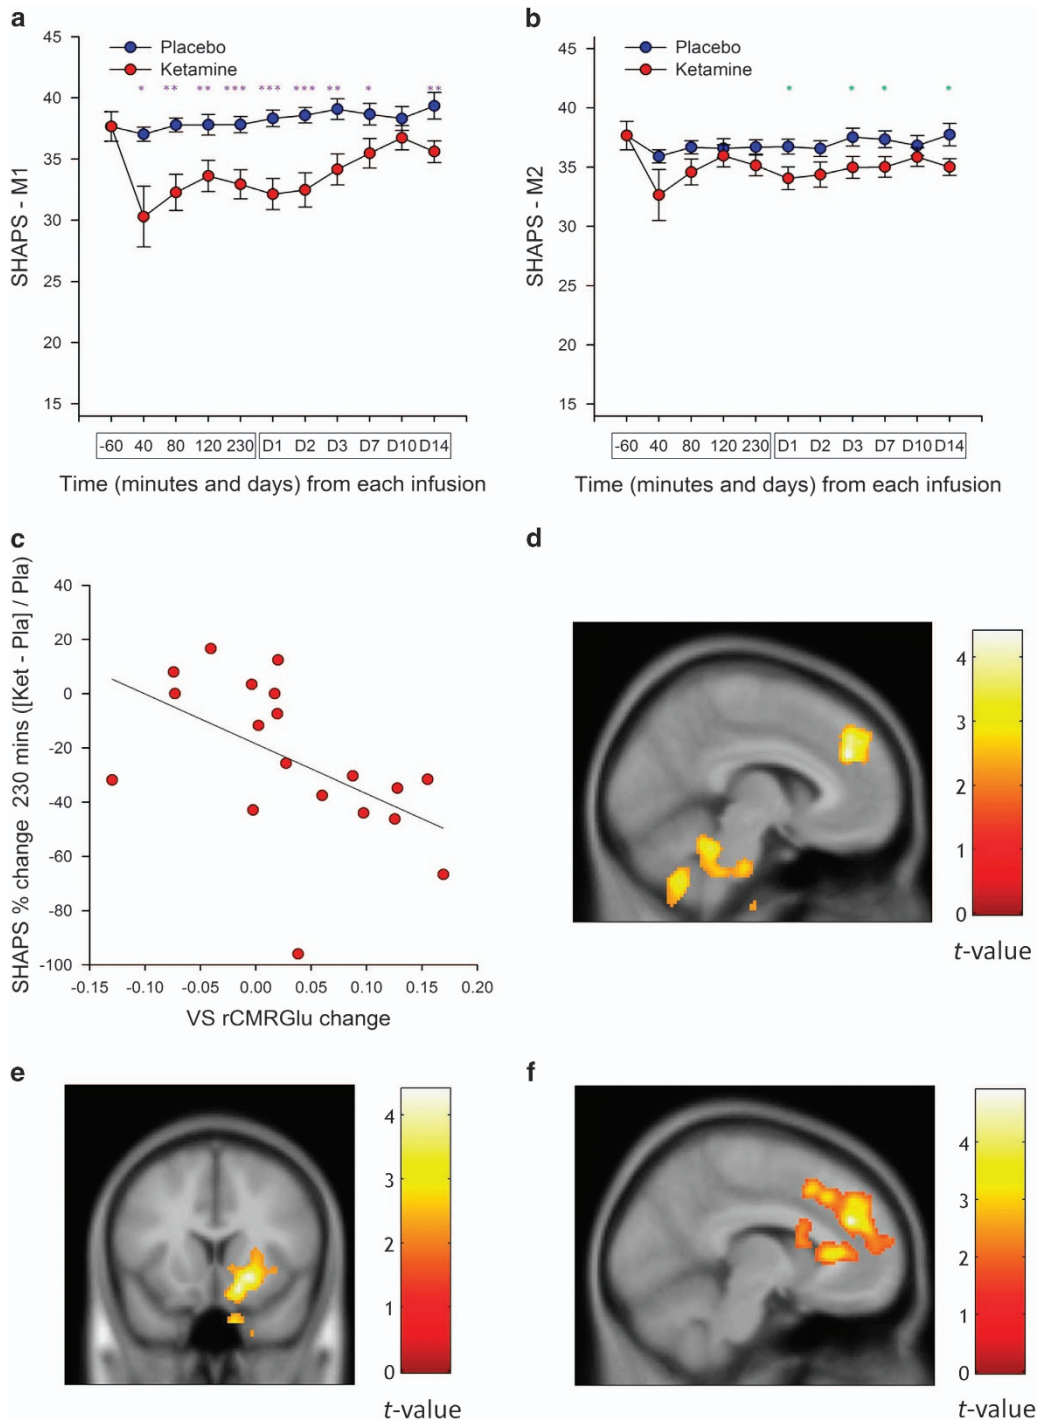 a
45
40
35
30
25
20
15
SHAPS - M1
Placebo
Ketamine
* ** ** *** *** *** ** * **
-60 40 80 120 230 D1 D2 D3 D7 D10 D14
Time (minutes and days) from each infusion
b
45
40
35
30
25
20
15
SHAPS - M2
Placebo
Ketamine
* * * *
-60 40 80 120 230 D1 D2 D3 D7 D10 D14
Time (minutes and days) from each infusion
c
SHAPS % change 230 mins ([Ket - Pla] / Pla)
40
20
0
-20
-40
-60
-80
-100
-0.15 -0.10 -0.05 0.00 0.05 0.10 0.15 0.20
VS rCMRGlu change
d
4
3
2
1
0
t-value
e
4
3
2
1
0
t-value
f
4
3
2
1
0
t-value